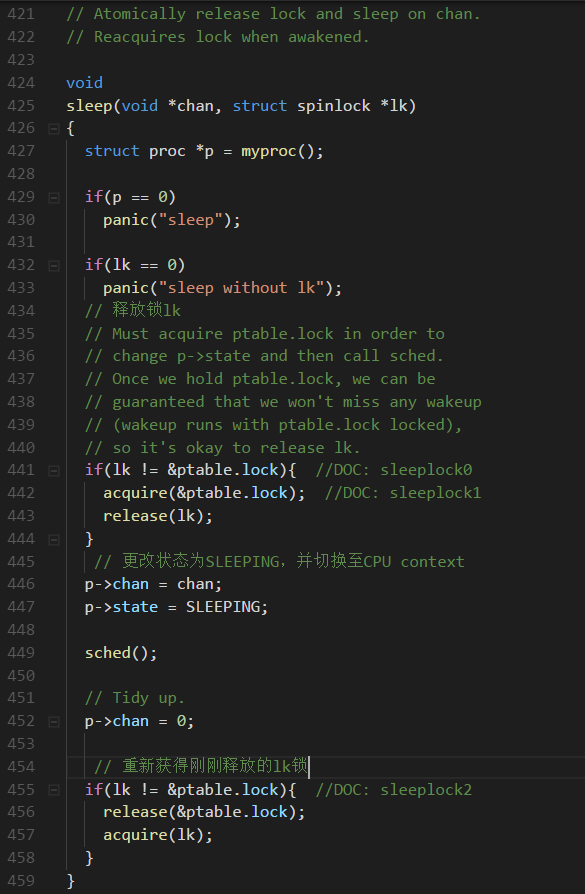 421 // Atomically release lock and sleep on chan.
422 // Reacquires lock when awakened.
423
424 void
425 sleep(void *chan, struct spinlock *lk)
426 {
427   struct proc *p = myproc();
428
429   if(p == 0)
430     panic("sleep");
431
432   if(lk == 0)
433     panic("sleep without lk");
434   // 释放锁lk
435   // Must acquire ptable.lock in order to
436   // change p->state and then call sched.
437   // Once we hold ptable.lock, we can be
438   // guaranteed that we won't miss any wakeup
439   // (wakeup runs with ptable.lock locked),
440   // so it's okay to release lk.
441   if(lk != &ptable.lock){  //DOC: sleeplock0
442     acquire(&ptable.lock);  //DOC: sleeplock1
443     release(lk);
444   }
445    // 更改状态为SLEEPING，并切换至CPU context
446   p->chan = chan;
447   p->state = SLEEPING;
448
449   sched();
450
451   // Tidy up.
452   p->chan = 0;
453
454    // 重新获得刚刚释放的lk锁
455   if(lk != &ptable.lock){  //DOC: sleeplock2
456     release(&ptable.lock);
457     acquire(lk);
458   }
459 }